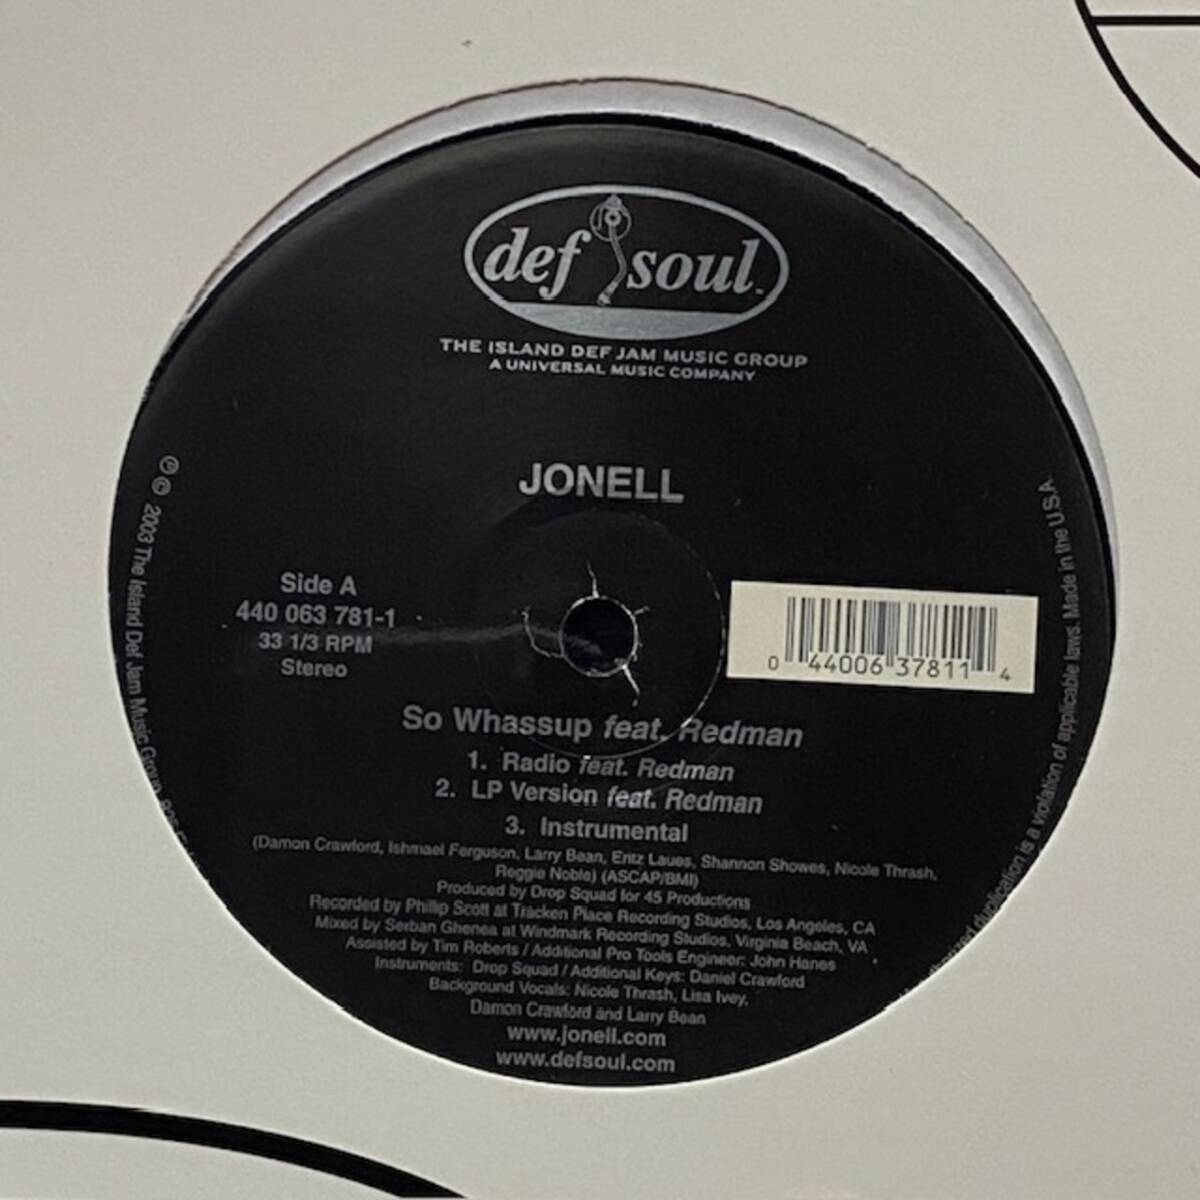 def soul
THE ISLAND DEF JAM MUSIC GROUP
A UNIVERSAL MUSIC COMPANY
JONELL
Side A
440 063 781-1
33 1/3 RPM
Stereo
0 44006 37811 4
So Whassup feat. Redman
1. Radio feat. Redman
2. LP Version feat. Redman
3. Instrumental
(Damon Crawford, Ishmael Ferguson, Larry Bean, Eritz Laues, Shannon Showes, Nicole Thrash,
Reggie Noble) (ASCAP/BMI)
Produced by Drop Squad for 45 Productions
Recorded by Phillip Scott at Tracken Place Recording Studios, Los Angeles, CA
Mixed by Serban Ghenea at Windmark Recording Studios, Virginia Beach, VA
Assisted by Tim Roberts / Additional Pro Tools Engineer: John Hanes
Instruments: Drop Squad / Additional Keys: Daniel Crawford
Background Vocals: Nicole Thrash, Lisa Ivey,
Damon Crawford and Larry Bean
www.jonell.com
www.defsoul.com
℗ © 2003 The Island Def Jam Music Group
duplication is a violation of applicable laws. Made in the U.S.A.